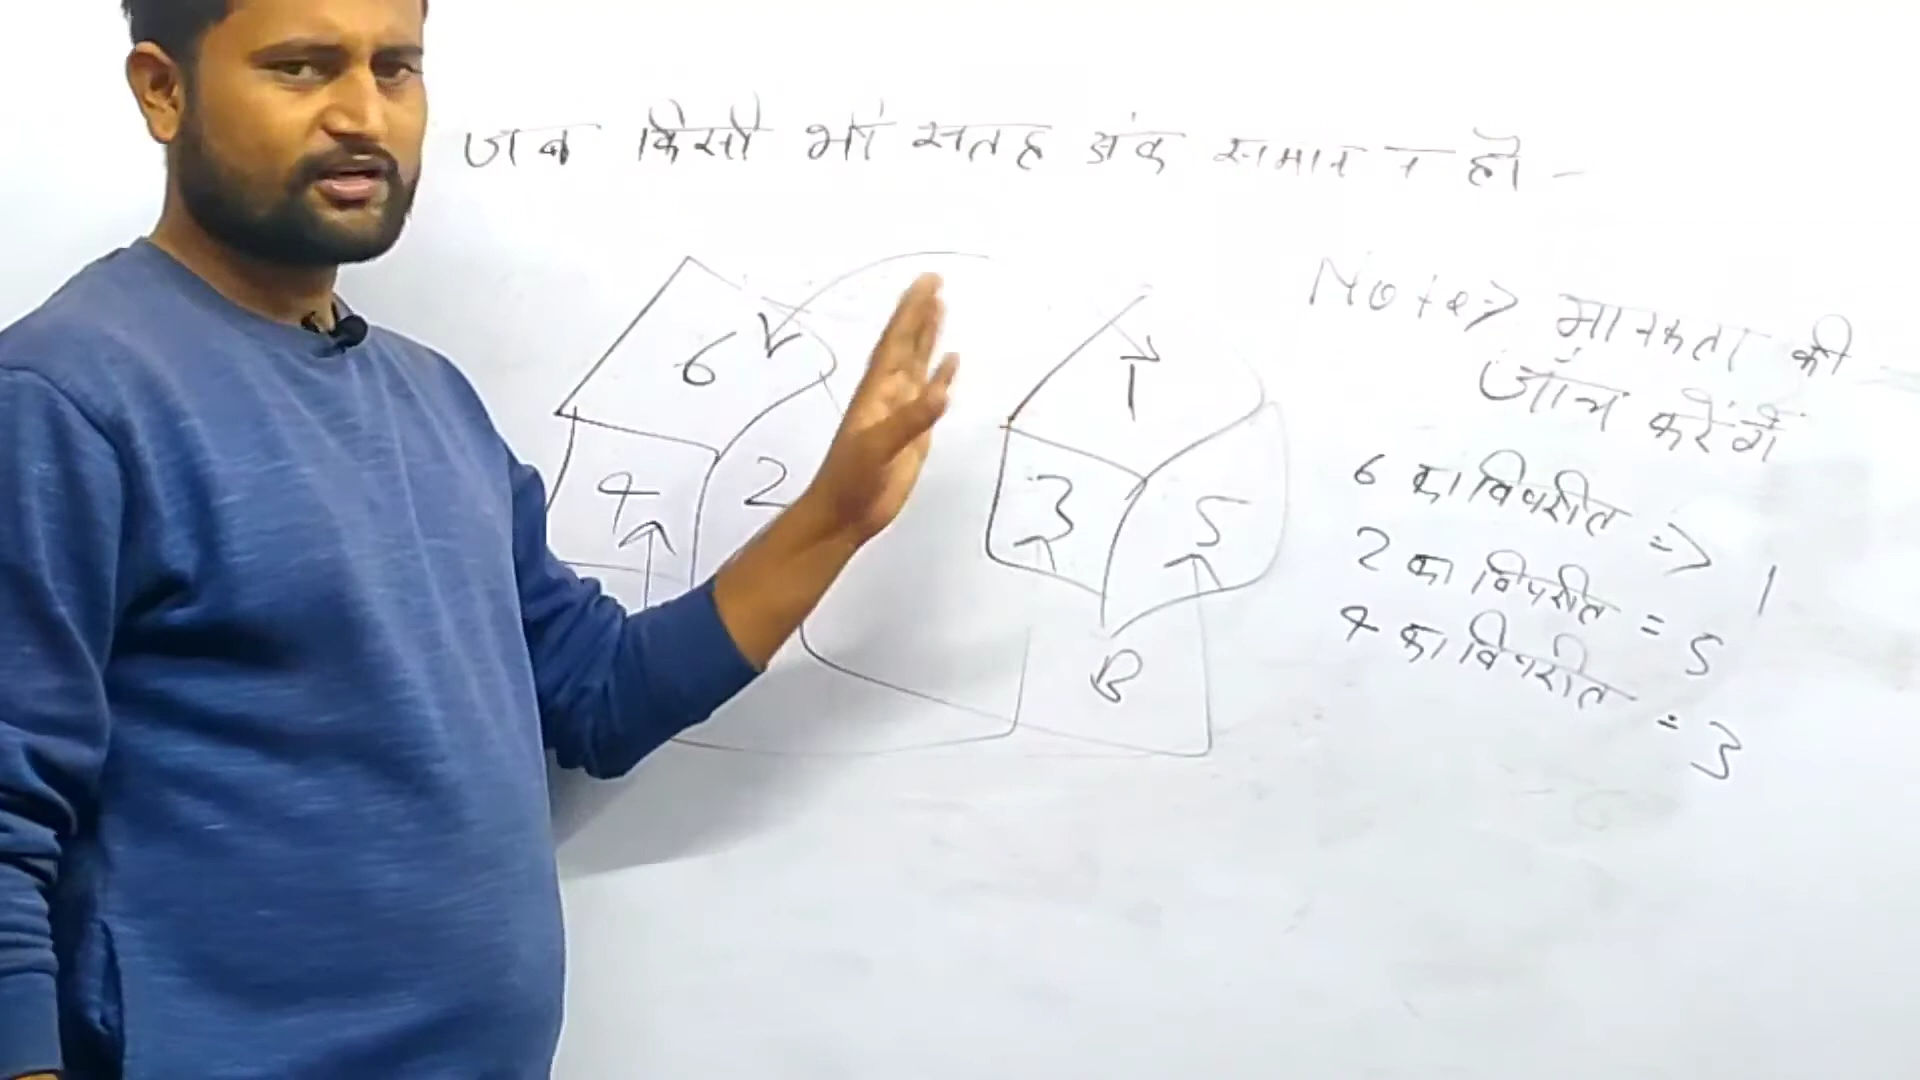 जब किसी भी सतह अंक समान न हो -
6
4 2
1
3 5
B
Note => मानकता की
जाँच करेंगें
6 का विपरीत => 1
2 का विपरीत = 5
4 का विपरीत = 3